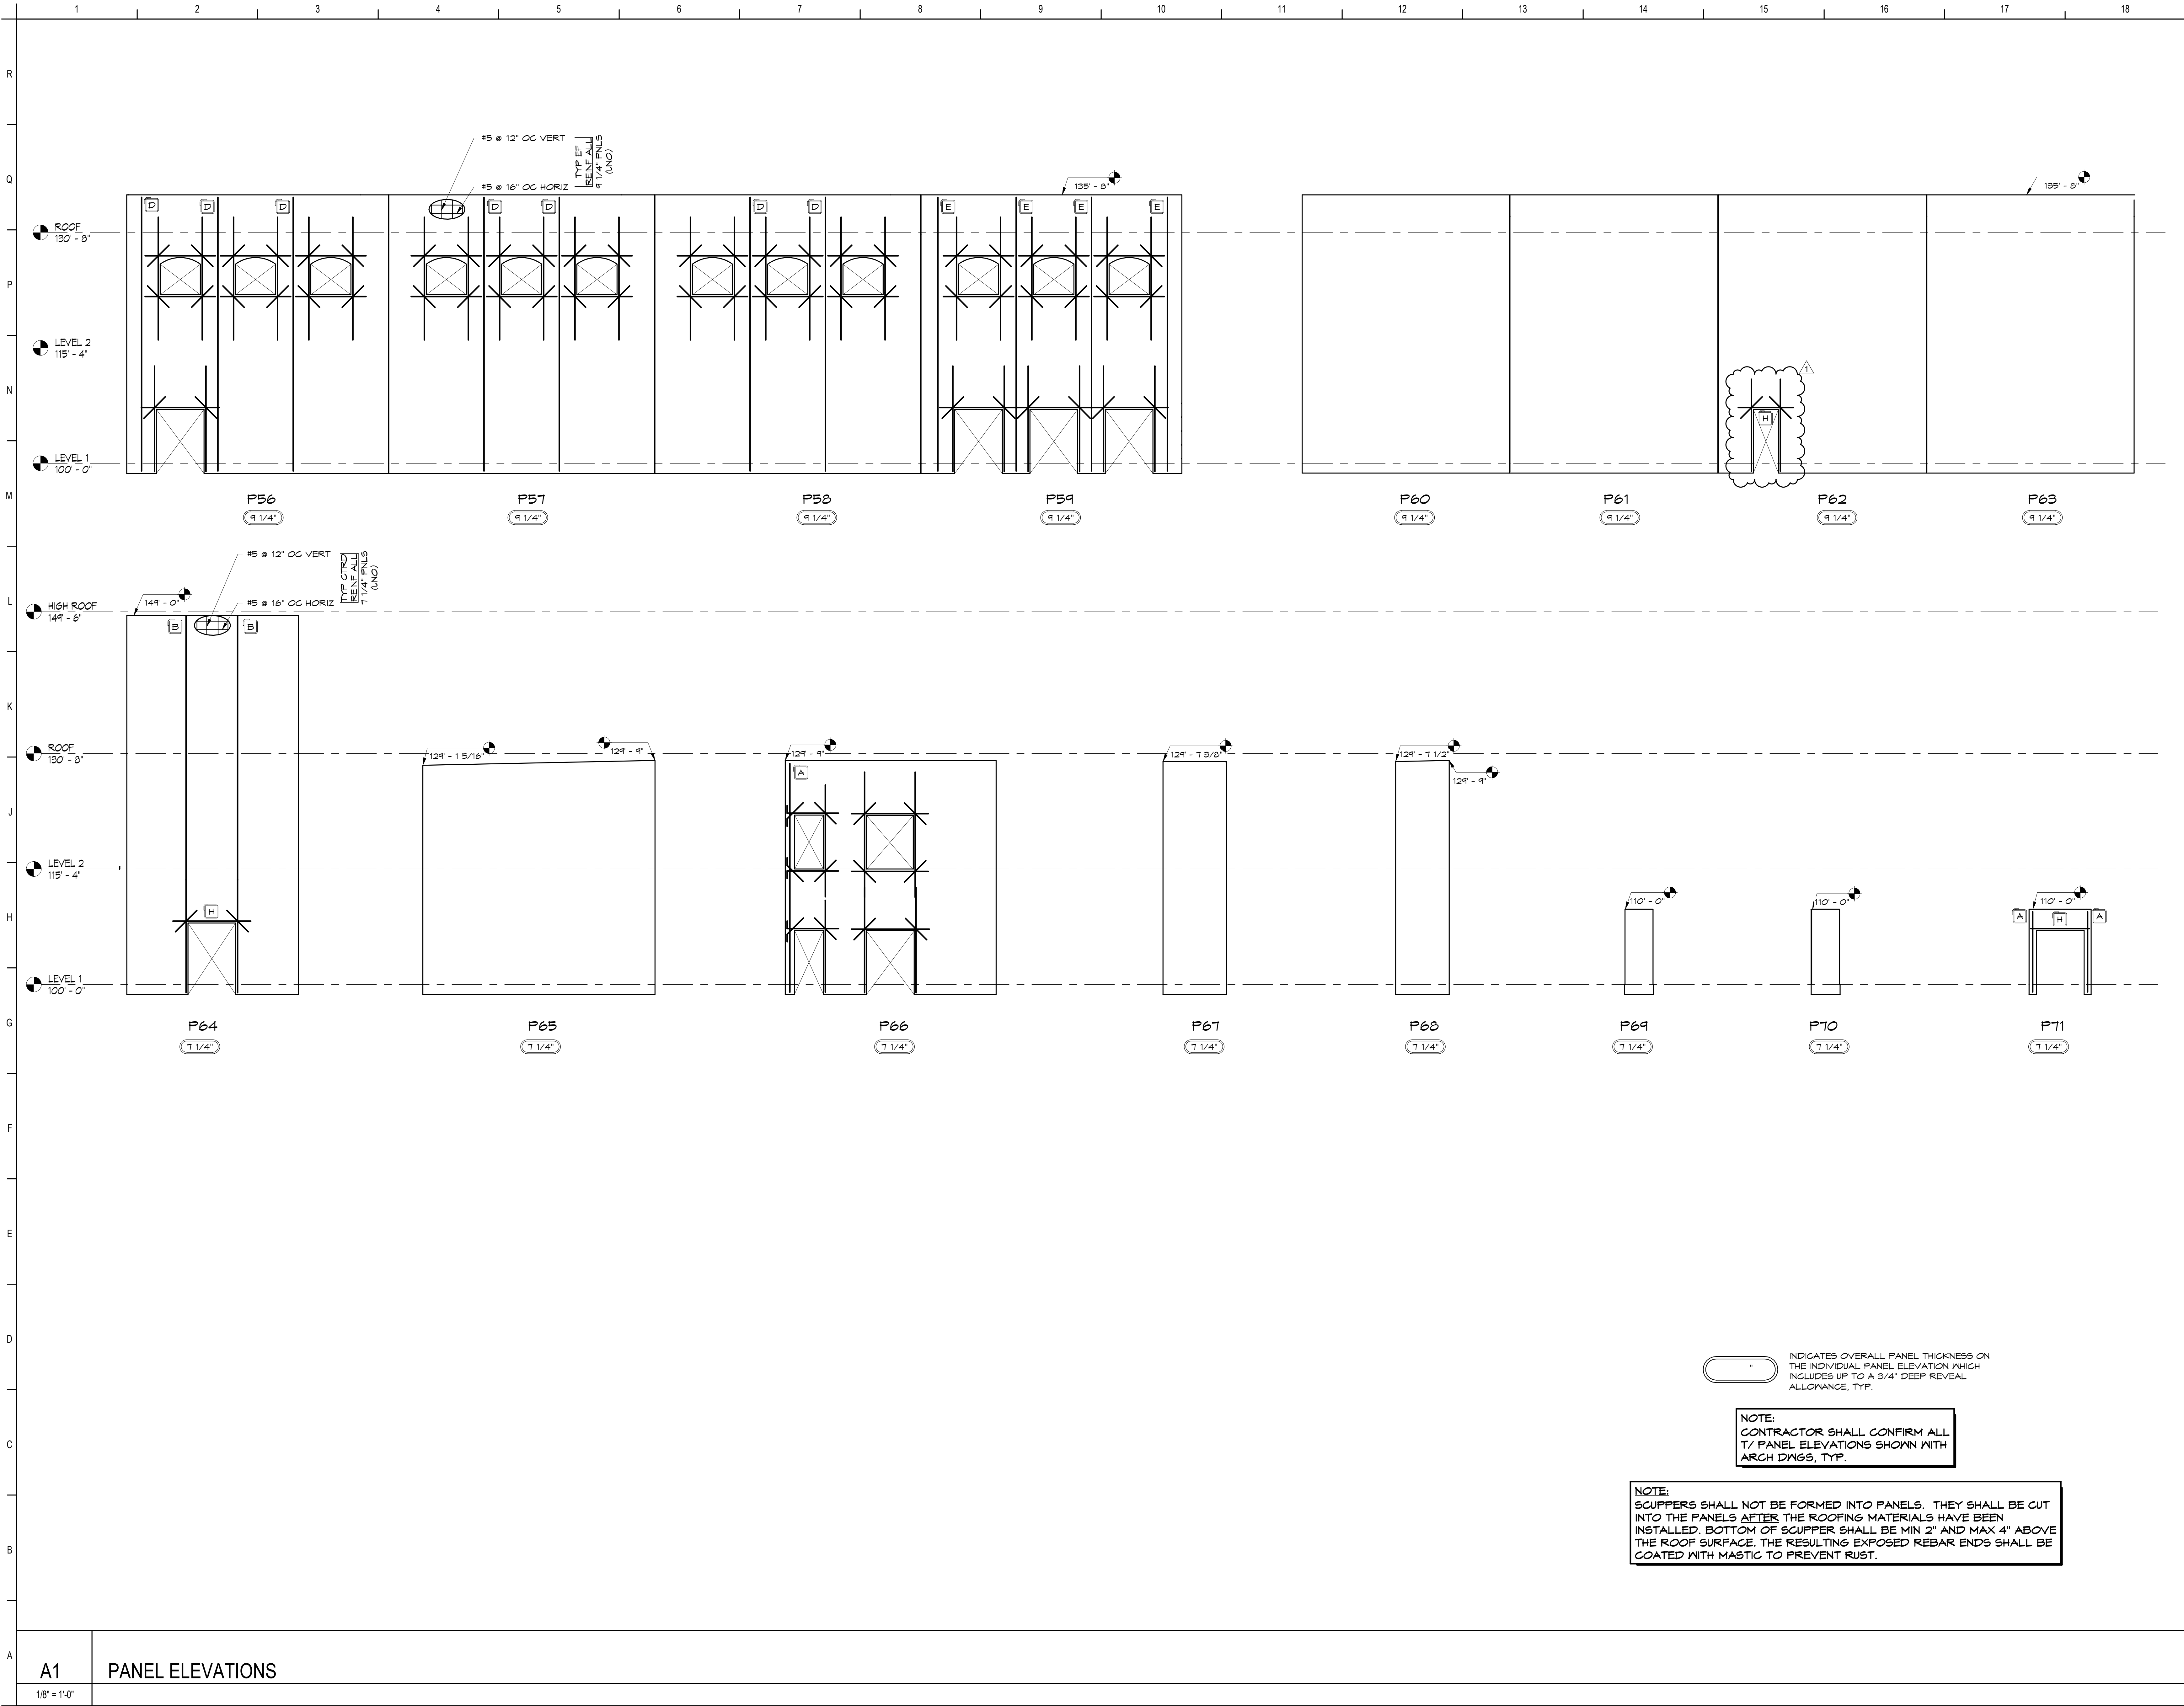 1 2 3 4 5 6 7 8 9 10 11 12 13 14 15 16 17 18
R
Q
P
N
M
L
K
J
H
G
F
E
D
C
B
A
#5 @ 12" OC VERT
#5 @ 16" OC HORIZ
TYP EF
REINF ALL
9 1/4" PNLS
(UNO)
135' - 8"
135' - 8"
D D D D D D D E E E E
ROOF
130' - 8"
LEVEL 2
115' - 4"
1
H
LEVEL 1
100' - 0"
P56 P57 P58 P59 P60 P61 P62 P63
9 1/4" 9 1/4" 9 1/4" 9 1/4" 9 1/4" 9 1/4" 9 1/4" 9 1/4"
#5 @ 12" OC VERT
#5 @ 16" OC HORIZ
TYP CTRD
REINF ALL
7 1/4" PNLS
(UNO)
149' - 0"
HIGH ROOF
149' - 6"
B B
ROOF
130' - 8"
129' - 1 5/16"
129' - 9"
129' - 9"
129' - 7 3/8"
129' - 7 1/2"
129' - 9"
A
LEVEL 2
115' - 4"
110' - 0"
110' - 0"
110' - 0"
H
A H A
LEVEL 1
100' - 0"
P64 P65 P66 P67 P68 P69 P70 P71
7 1/4" 7 1/4" 7 1/4" 7 1/4" 7 1/4" 7 1/4" 7 1/4" 7 1/4"
"
INDICATES OVERALL PANEL THICKNESS ON
THE INDIVIDUAL PANEL ELEVATION WHICH
INCLUDES UP TO A 3/4" DEEP REVEAL
ALLOWANCE, TYP.
NOTE:
CONTRACTOR SHALL CONFIRM ALL
T/ PANEL ELEVATIONS SHOWN WITH
ARCH DWGS, TYP.
NOTE:
SCUPPERS SHALL NOT BE FORMED INTO PANELS. THEY SHALL BE CUT
INTO THE PANELS AFTER THE ROOFING MATERIALS HAVE BEEN
INSTALLED. BOTTOM OF SCUPPER SHALL BE MIN 2" AND MAX 4" ABOVE
THE ROOF SURFACE. THE RESULTING EXPOSED REBAR ENDS SHALL BE
COATED WITH MASTIC TO PREVENT RUST.
A1 PANEL ELEVATIONS
1/8" = 1'-0"